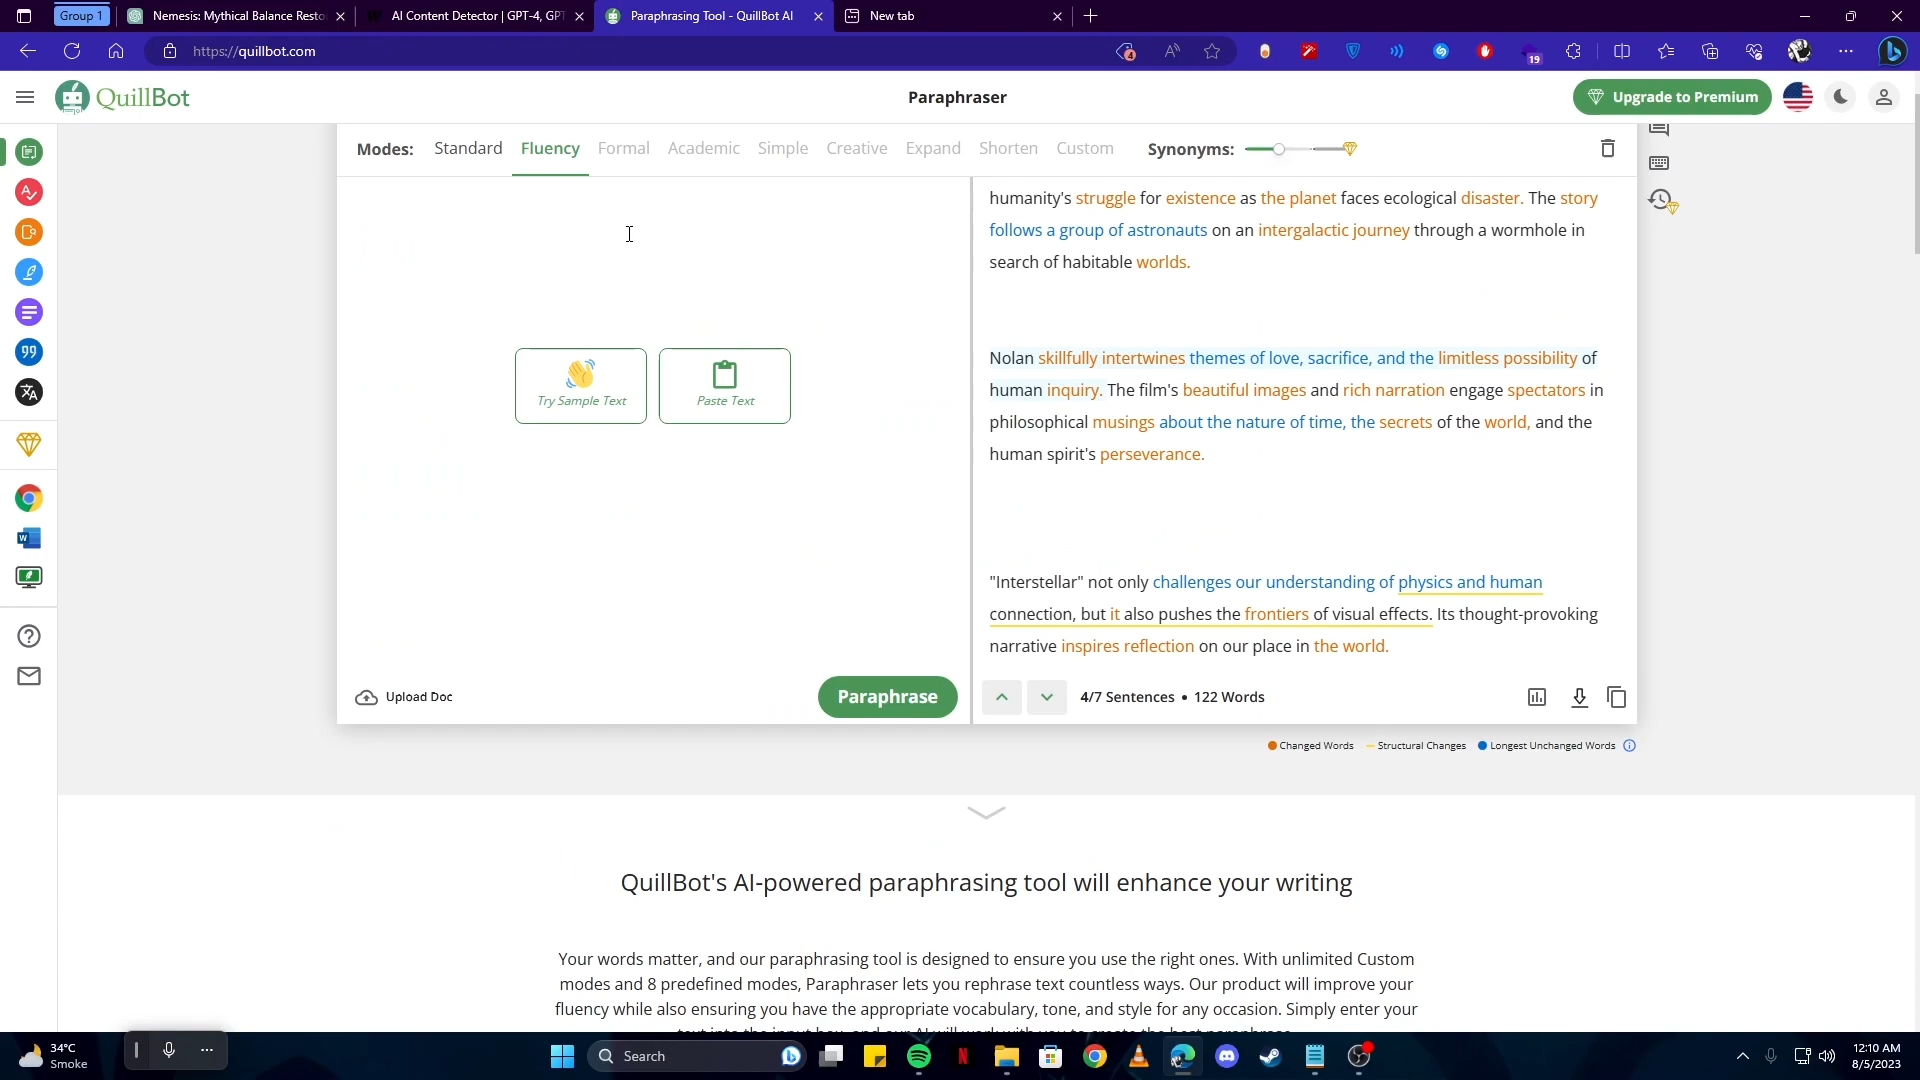 Group 1
Nemesis: Mythical Balance Resto
AI Content Detector | GPT-4, GPT
Paraphrasing Tool - QuillBot AI
New tab
https://quillbot.com
4
19
QuillBot
Paraphraser
Upgrade to Premium
Modes:
Standard
Fluency
Formal
Academic
Simple
Creative
Expand
Shorten
Custom
Synonyms:
humanity's struggle for existence as the planet faces ecological disaster. The story
follows a group of astronauts on an intergalactic journey through a wormhole in
search of habitable worlds.
Nolan skillfully intertwines themes of love, sacrifice, and the limitless possibility of
human inquiry. The film's beautiful images and rich narration engage spectators in
philosophical musings about the nature of time, the secrets of the world, and the
human spirit's perseverance.
"Interstellar" not only challenges our understanding of physics and human
connection, but it also pushes the frontiers of visual effects. Its thought-provoking
narrative inspires reflection on our place in the world.
Try Sample Text
Paste Text
Upload Doc
Paraphrase
4/7 Sentences • 122 Words
Changed Words
Structural Changes
Longest Unchanged Words
QuillBot's AI-powered paraphrasing tool will enhance your writing
Your words matter, and our paraphrasing tool is designed to ensure you use the right ones. With unlimited Custom
modes and 8 predefined modes, Paraphraser lets you rephrase text countless ways. Our product will improve your
fluency while also ensuring you have the appropriate vocabulary, tone, and style for any occasion. Simply enter your
34°C
Smoke
Search
12:10 AM
8/5/2023